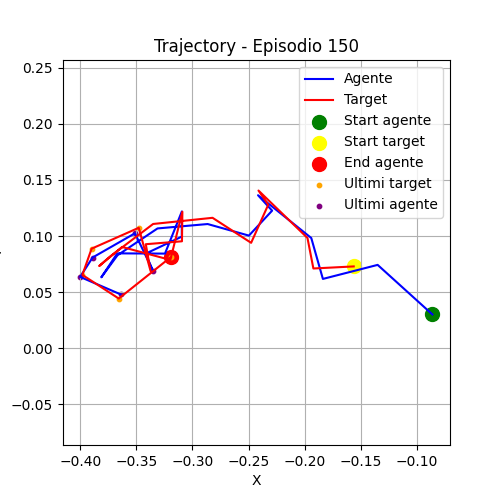 Trajectory - Episodio 150
0.25
0.20
0.15
0.10
0.05
0.00
−0.05
−0.40
−0.35
−0.30
−0.25
−0.20
−0.15
−0.10
X
Agente
Target
Start agente
Start target
End agente
Ultimi target
Ultimi agente